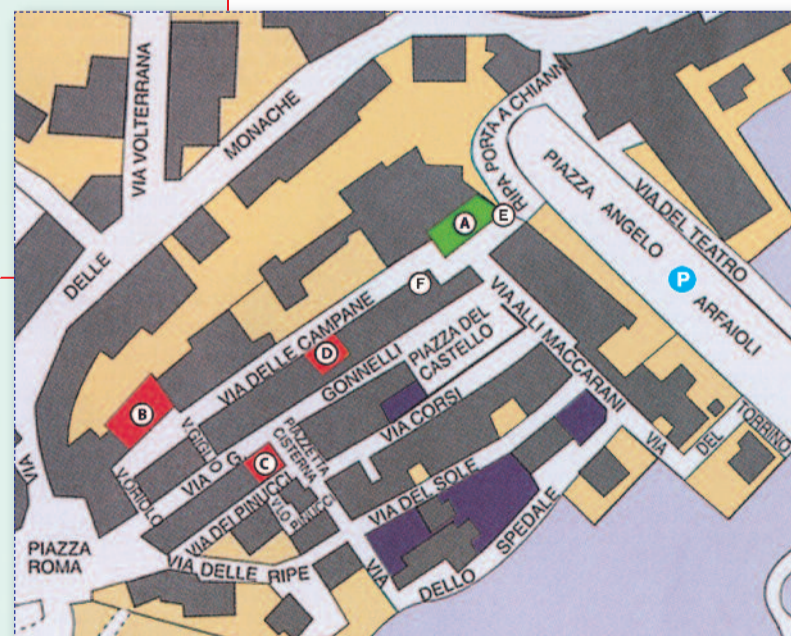 VIA VOLTERRANA
DELLE
MONACHE
RIPA PORTA A CHIANNI
PIAZZA ANGELO
ARFAIOLI
VIA DEL TEATRO
P
A
E
F
VIA DELLE CAMPANE
D
GONNELLI
PIAZZA DEL
CASTELLO
VIA ALLI MACCARANI
B
V.GIGLI
VIA O G.
C
PIAZZETTA
CISTERNA
VIA CORSI
VIA
DEL
TORRINO
V.ORIOLO
VIA DEI PINUCCI
V.LO PINUCCI
VIA DEL SOLE
VIA
PIAZZA
ROMA
VIA DELLE RIPE
VIA
DELLO
SPEDALE